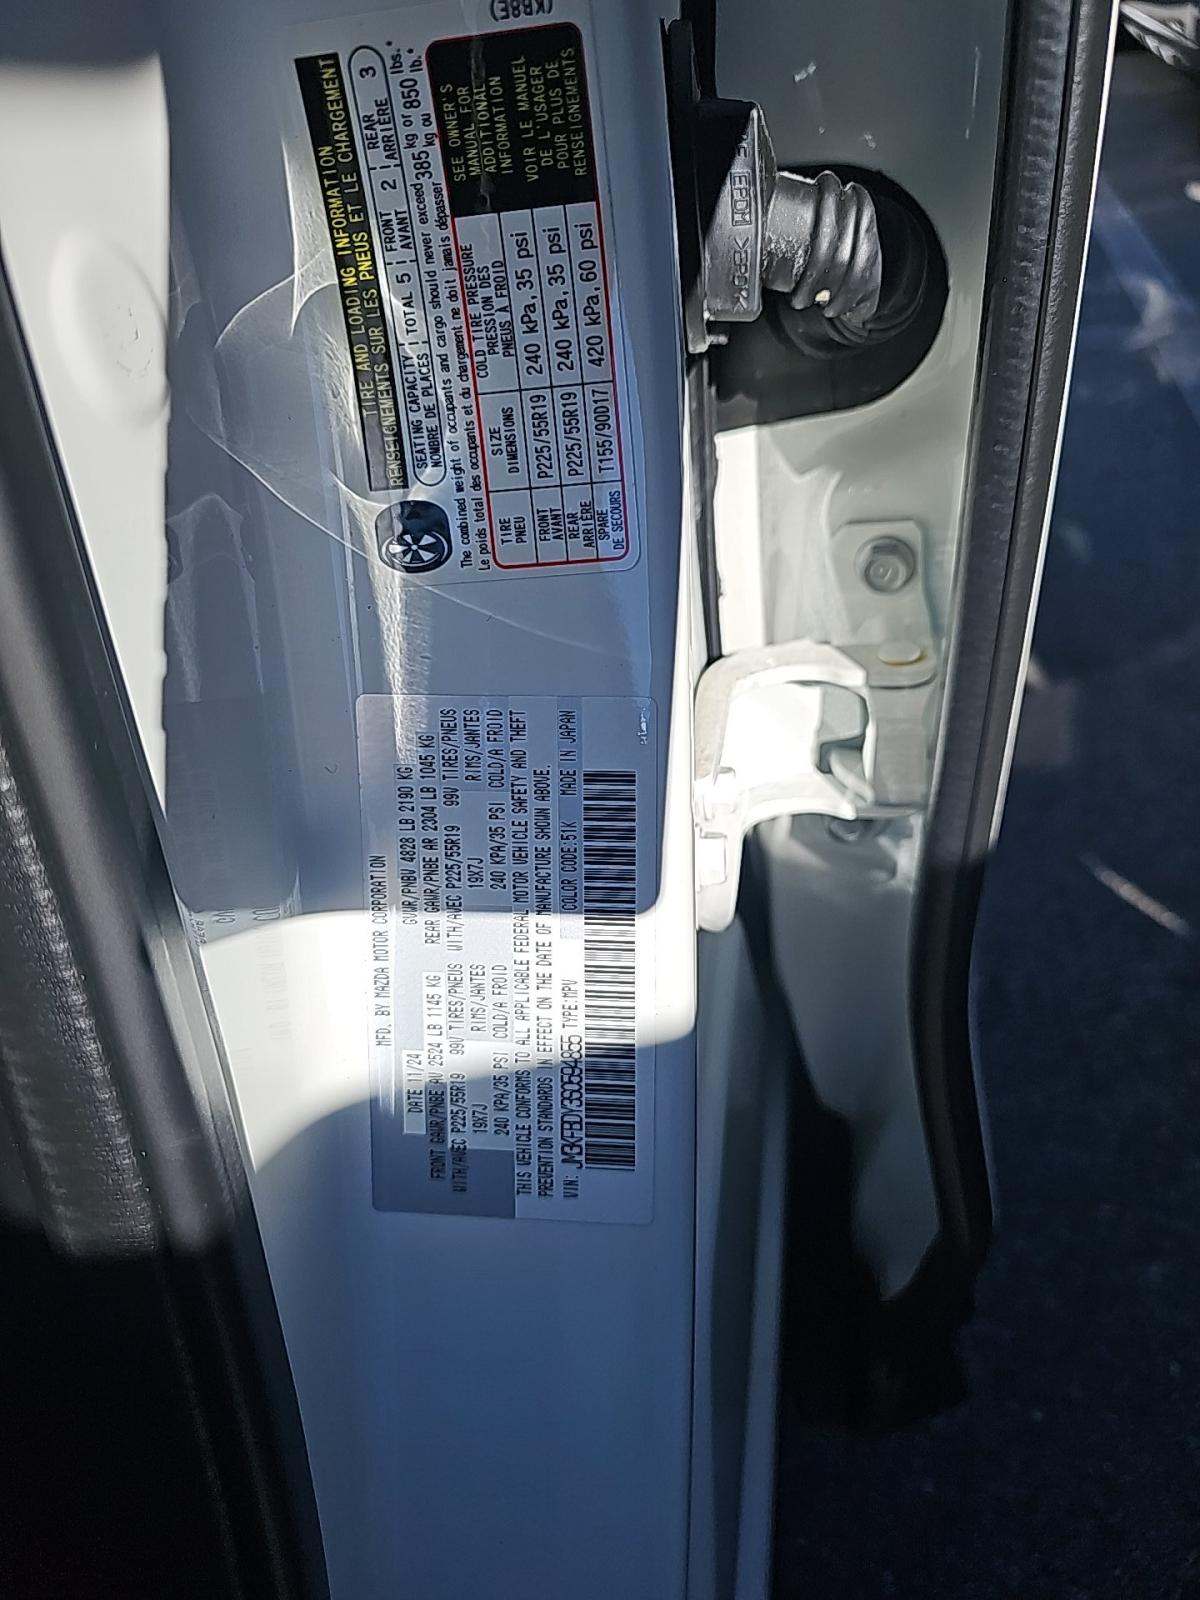 (KB8E)
TIRE AND LOADING INFORMATION
RENSEIGNEMENTS SUR LES PNEUS ET LE CHARGEMENT
SEATING CAPACITY TOTAL 5 FRONT 2 REAR 3
NOMBRE DE PLACES AVANT ARRIÈRE
The combined weight of occupants and cargo should never exceed 385 kg or 850 lbs.*
Le poids total des occupants et du chargement ne doit jamais dépasser kg ou lb.*
TIRE SIZE COLD TIRE PRESSURE
PNEU DIMENSIONS PRESSION DES PNEUS À FROID
FRONT AVANT P225/55R19 240 kPa, 35 psi
REAR ARRIÈRE P225/55R19 240 kPa, 35 psi
SPARE DE SECOURS T155/90D17 420 kPa, 60 psi
SEE OWNER'S
MANUAL FOR
ADDITIONAL
INFORMATION
VOIR LE MANUEL
DE L'USAGER
POUR PLUS DE
RENSEIGNEMENTS
EPDM
MFD. BY MAZDA MOTOR CORPORATION
DATE 11/24 GVWR/PNBV 4828 LB 2190 KG
FRONT GAWR/PNBE AV 2524 LB 1145 KG REAR GAWR/PNBE AR 2304 LB 1045 KG
WITH/AVEC P225/55R19 99V TIRES/PNEUS WITH/AVEC P225/55R19 99V TIRES/PNEUS
19X7J RIMS/JANTES 19X7J RIMS/JANTES
240 KPA/35 PSI COLD/A FROID 240 KPA/35 PSI COLD/A FROID
THIS VEHICLE CONFORMS TO ALL APPLICABLE FEDERAL MOTOR VEHICLE SAFETY AND THEFT
PREVENTION STANDARDS IN EFFECT ON THE DATE OF MANUFACTURE SHOWN ABOVE.
VIN: JM3KFBDY3S0594855 TYPE:MPV COLOR CODE:51K MADE IN JAPAN